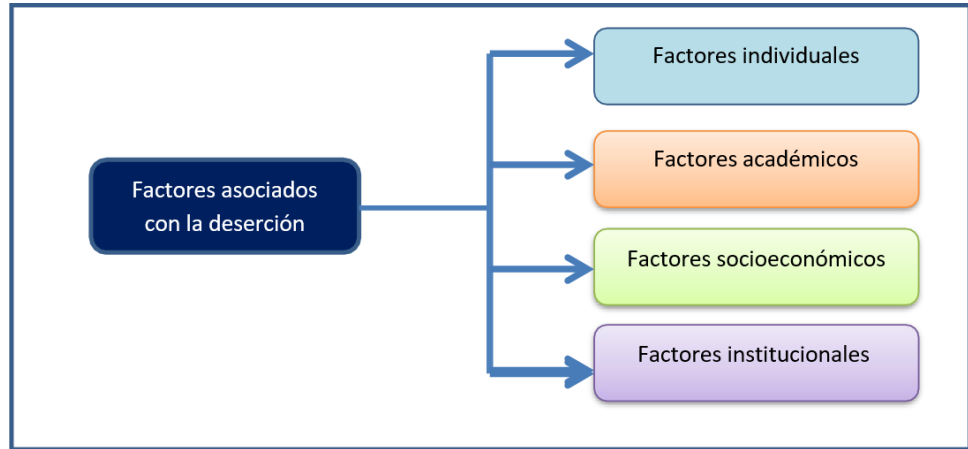 Factores asociados
con la deserción
Factores individuales
Factores académicos
Factores socioeconómicos
Factores institucionales